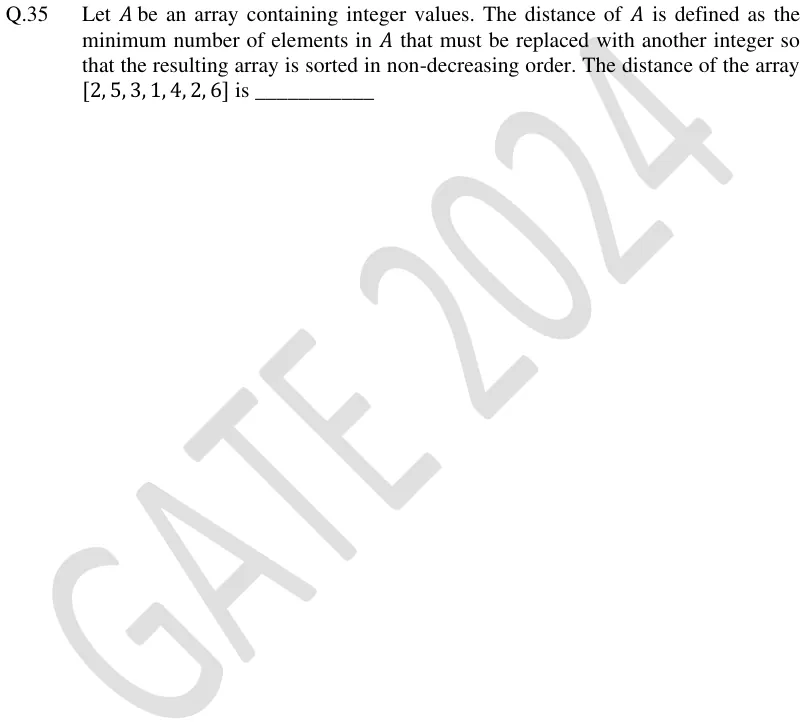 Q.35 Let A be an array containing integer values. The distance of A is defined as the
minimum number of elements in A that must be replaced with another integer so
that the resulting array is sorted in non-decreasing order. The distance of the array
[2, 5, 3, 1, 4, 2, 6] is ___________
GATE 2024